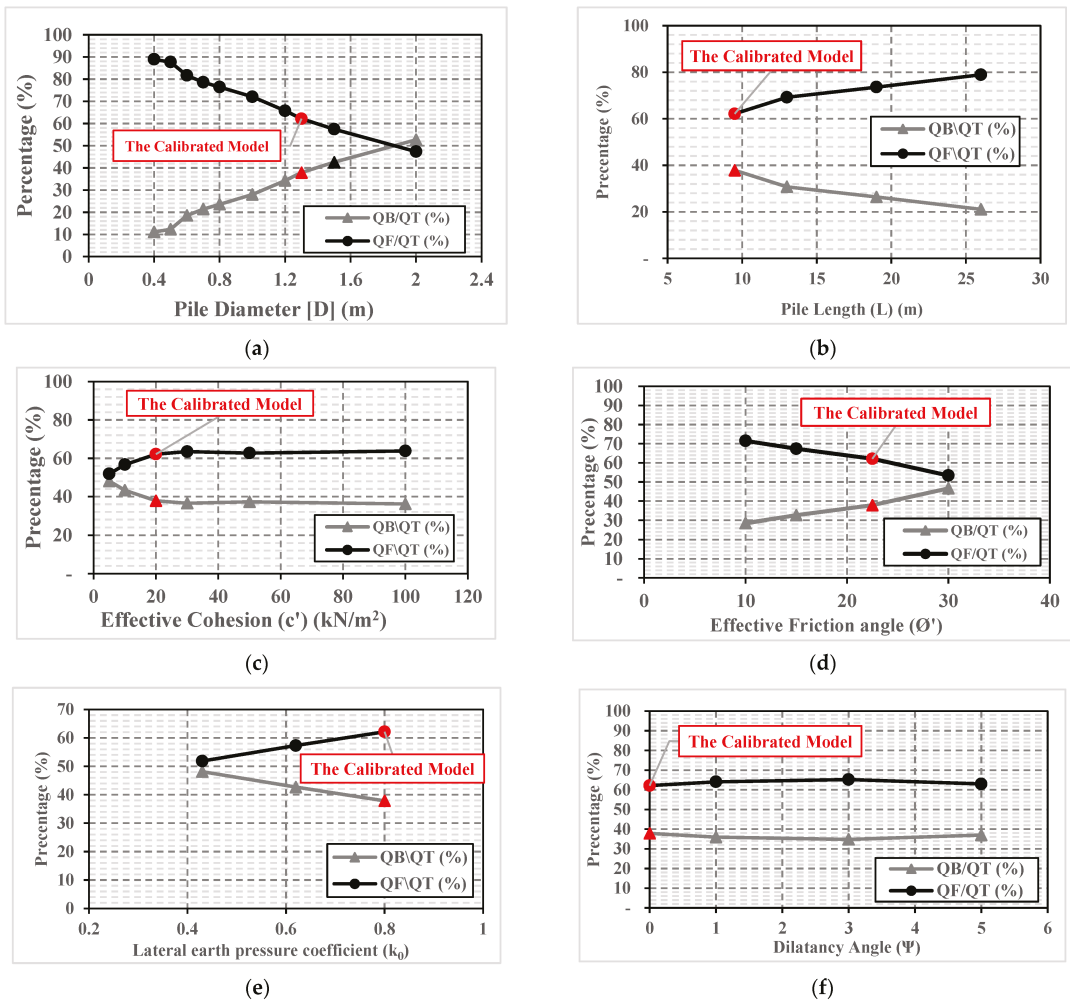 100
90
80
70
60
50
40
30
20
10
0
Percentage (%)
The Calibrated Model
QB/QT (%)
QF/QT (%)
0 0.4 0.8 1.2 1.6 2 2.4
Pile Diameter [D] (m)
(a)
100
80
60
40
20
-
Precentage (%)
The Calibrated Model
QB\QT (%)
QF\QT (%)
5 10 15 20 25 30
Pile Length (L) (m)
(b)
100
80
60
40
20
-
Precentage (%)
The Calibrated Model
QB\QT (%)
QF\QT (%)
0 20 40 60 80 100 120
Effective Cohesion (c') (kN/m²)
(c)
100
90
80
70
60
50
40
30
20
10
-
Precentage (%)
The Calibrated Model
QB/QT (%)
QF/QT (%)
0 10 20 30 40
Effective Friction angle (Ø')
(d)
70
60
50
40
30
20
10
0
Precentage (%)
The Calibrated Model
QB\QT (%)
QF\QT (%)
0.2 0.4 0.6 0.8 1
Lateral earth pressure coefficient (k₀)
(e)
100
90
80
70
60
50
40
30
20
10
-
Precentage (%)
The Calibrated Model
QB/QT (%)
QF/QT (%)
0 1 2 3 4 5 6
Dilatancy Angle (Ψ)
(f)